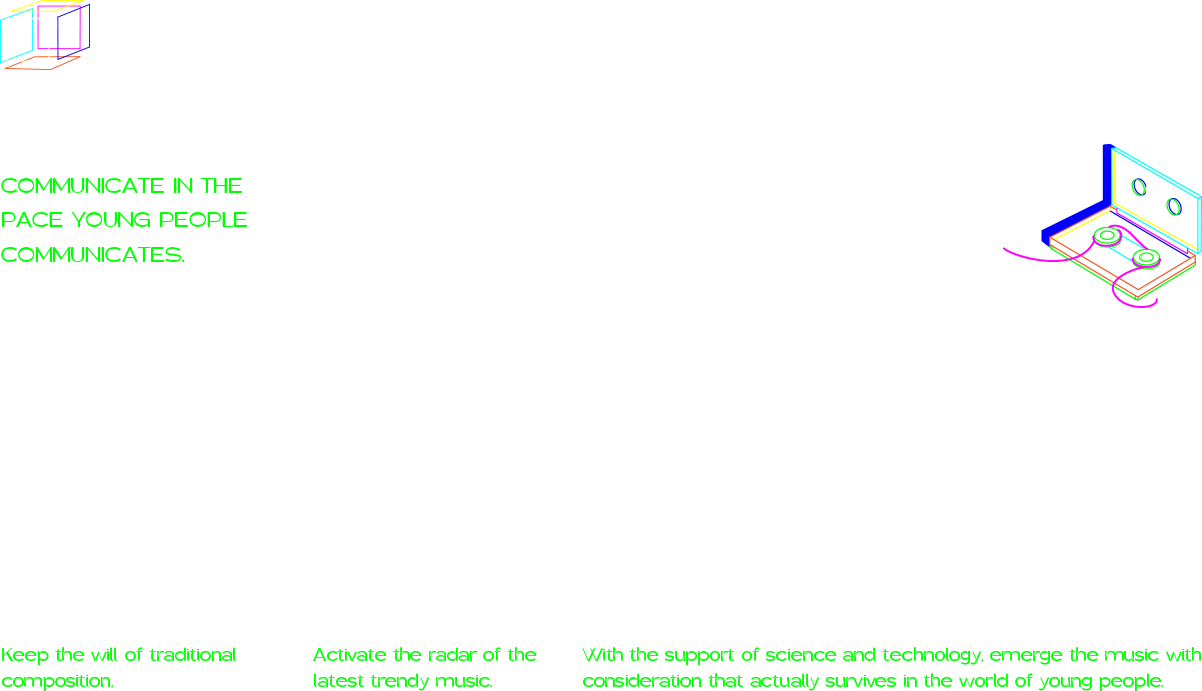 COMMUNICATE IN THE
PACE YOUNG PEOPLE
COMMUNICATES.
Keep the will of traditional
composition.
Activate the radar of the
latest trendy music.
With the support of science and technology, emerge the music with
consideration that actually survives in the world of young people.